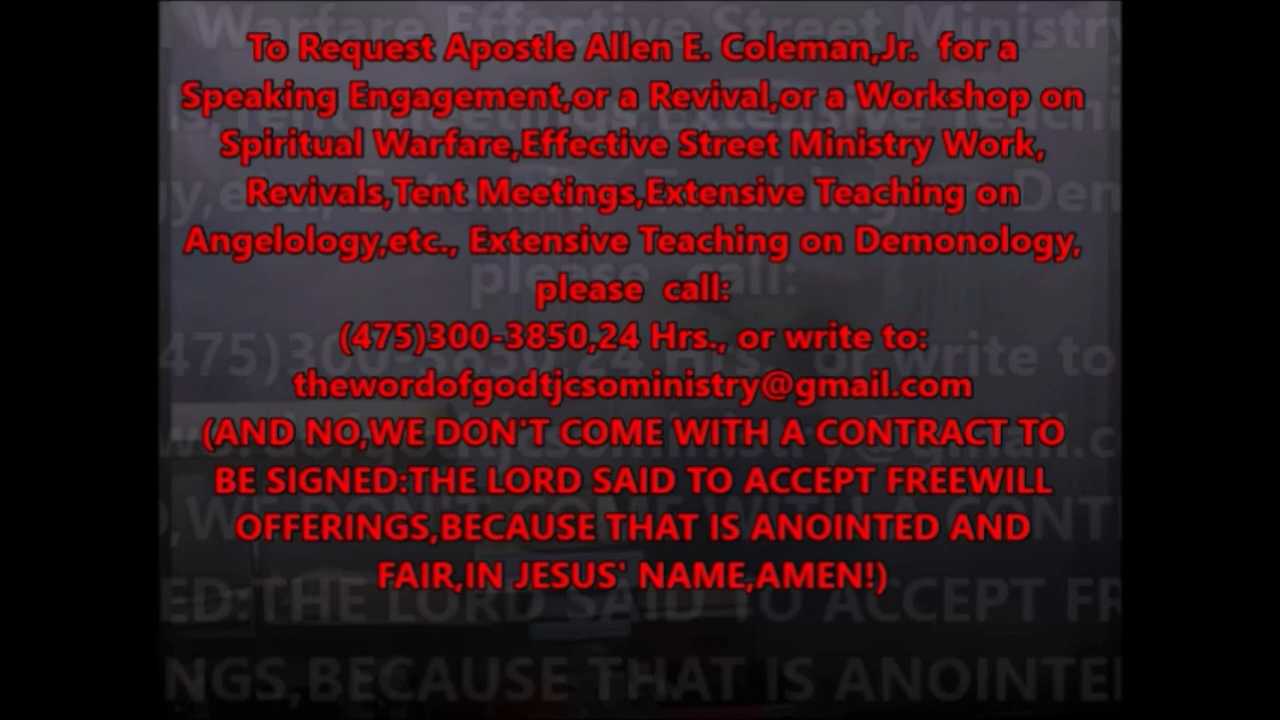 To Request Apostle Allen E. Coleman,Jr.  for a
Speaking Engagement,or a Revival,or a Workshop on
Spiritual Warfare,Effective Street Ministry Work,
Revivals,Tent Meetings,Extensive Teaching on
Angelology,etc., Extensive Teaching on Demonology,
please  call:
(475)300-3850,24 Hrs., or write to:
thewordofgodtjcsoministry@gmail.com
(AND NO,WE DON'T COME WITH A CONTRACT TO
BE SIGNED:THE LORD SAID TO ACCEPT FREEWILL
OFFERINGS,BECAUSE THAT IS ANOINTED AND
FAIR,IN JESUS' NAME,AMEN!)